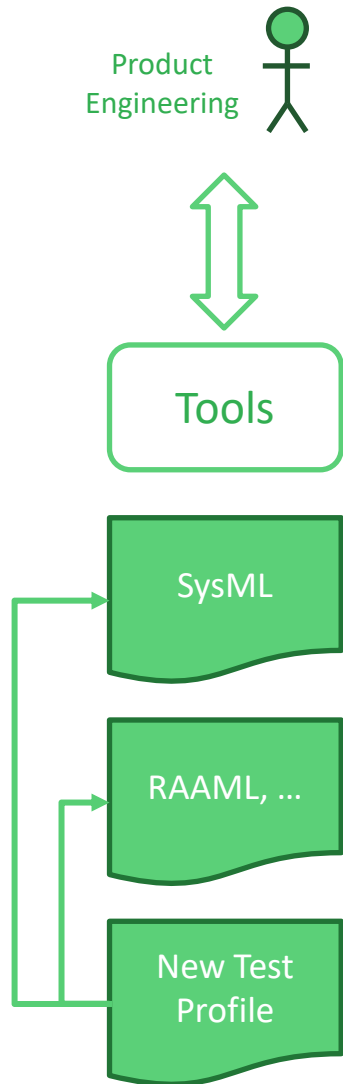 Product
Engineering
Tools
SysML
RAAML, ...
New Test
Profile